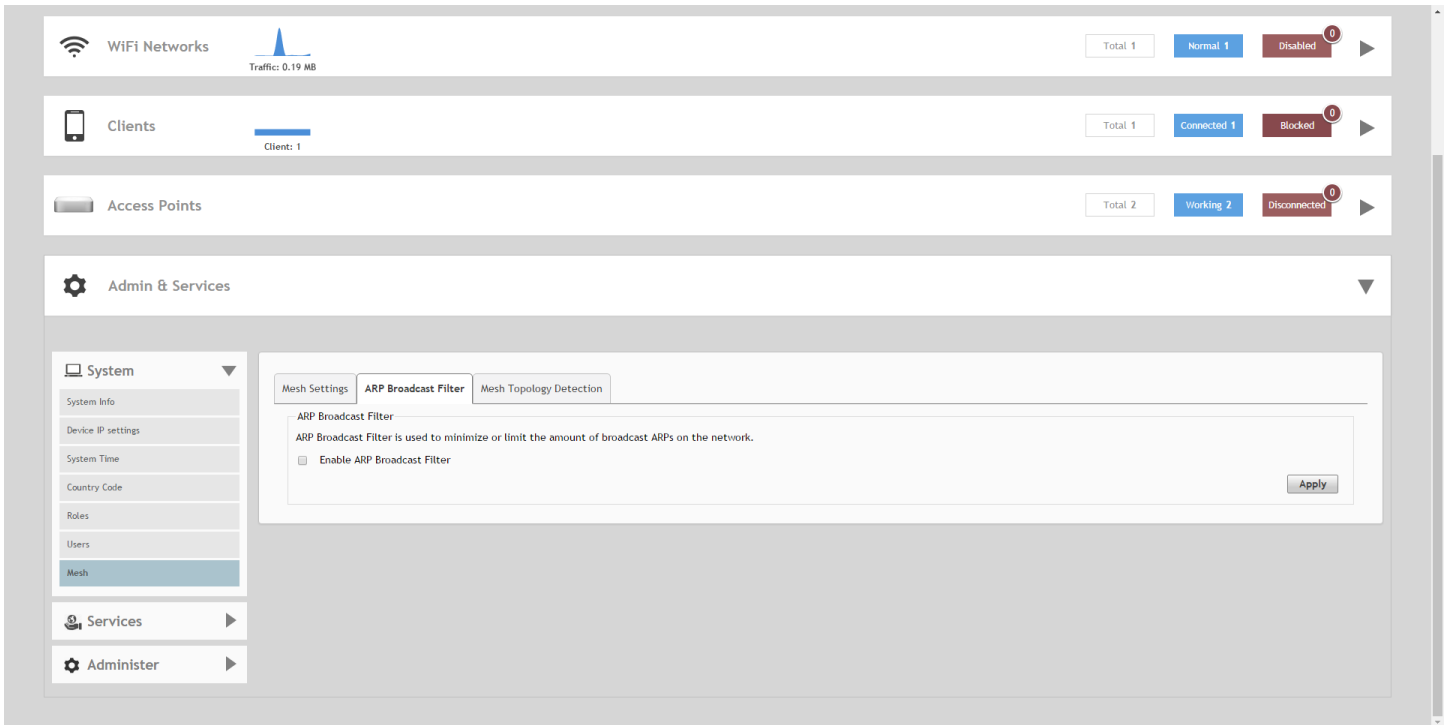 WiFi Networks
Traffic: 0.19 MB
Total 1
Normal 1
Disabled
0
Clients
Client: 1
Total 1
Connected 1
Blocked
0
Access Points
Total 2
Working 2
Disconnected
0
Admin & Services
System
System Info
Device IP settings
System Time
Country Code
Roles
Users
Mesh
Services
Administer
Mesh Settings
ARP Broadcast Filter
Mesh Topology Detection
ARP Broadcast Filter
ARP Broadcast Filter is used to minimize or limit the amount of broadcast ARPs on the network.
Enable ARP Broadcast Filter
Apply